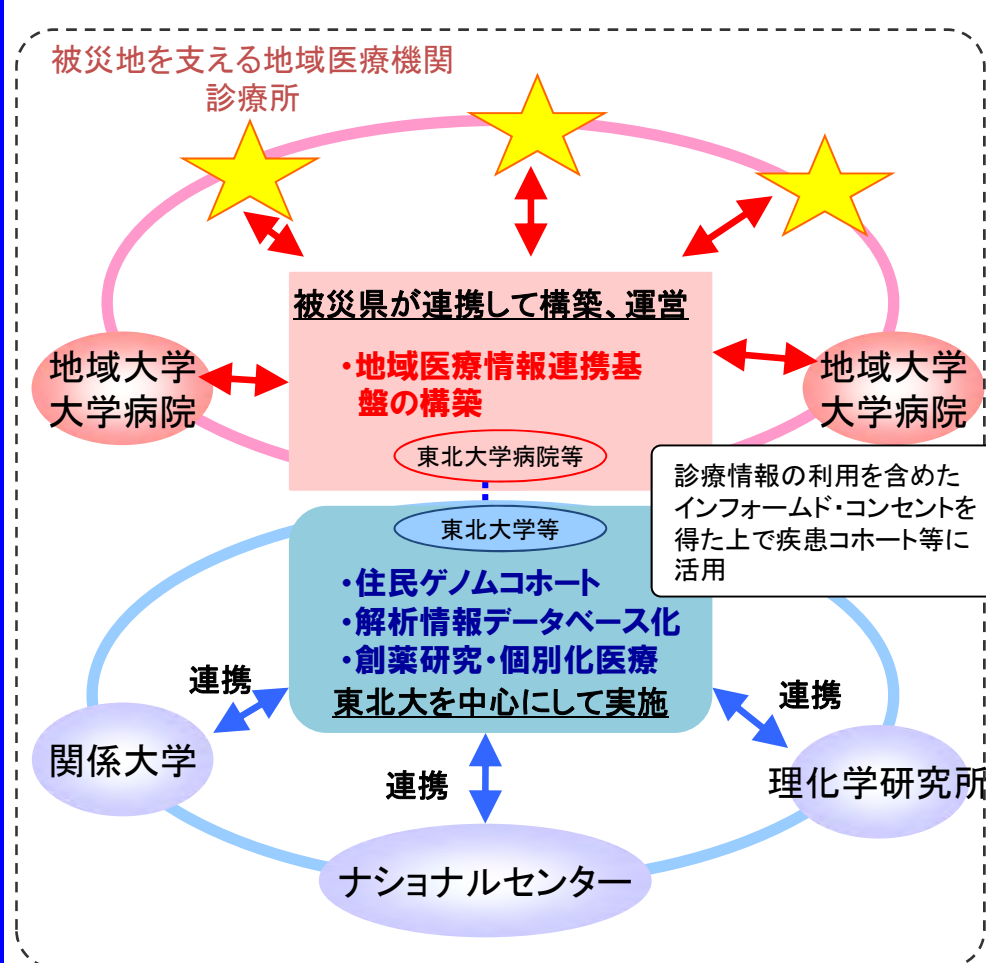 被災地を支える地域医療機関
診療所
被災県が連携して構築、運営
・地域医療情報連携基
盤の構築
地域大学
大学病院
地域大学
大学病院
東北大学病院等
診療情報の利用を含めた
インフォームド・コンセントを
得た上で疾患コホート等に
活用
東北大学等
・住民ゲノムコホート
・解析情報データベース化
・創薬研究・個別化医療
東北大を中心にして実施
連携
連携
連携
関係大学
理化学研究所
ナショナルセンター